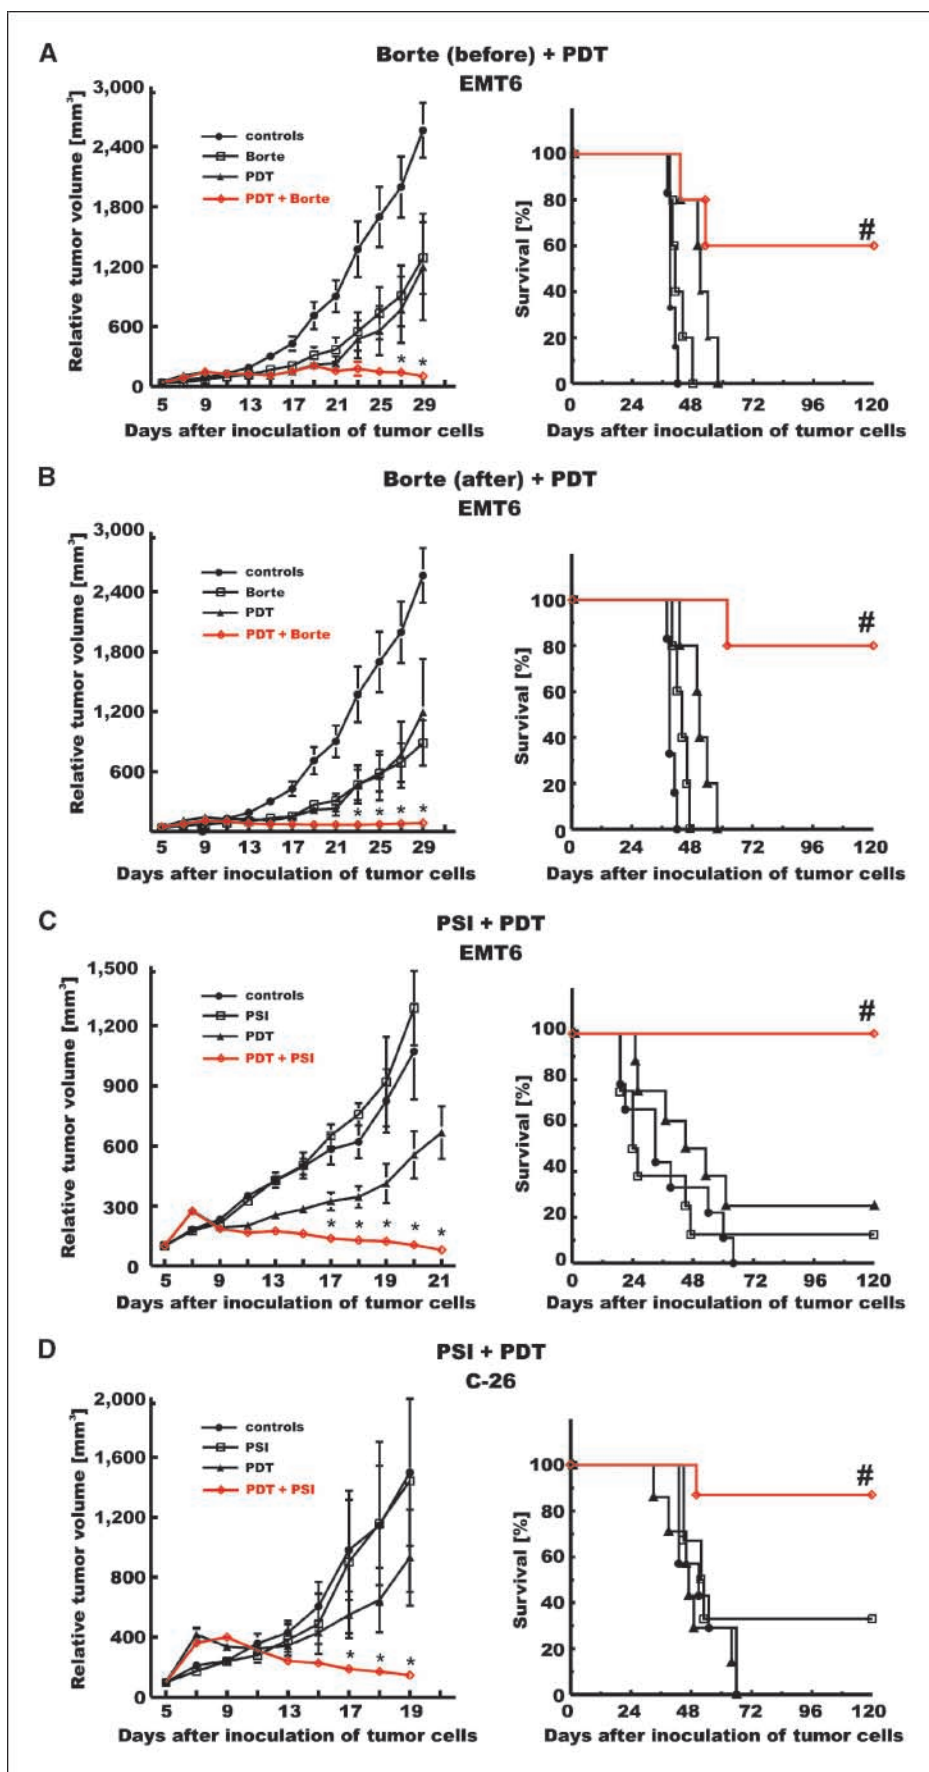 A
Borte (before) + PDT
EMT6
Relative tumor volume [mm³]
3,000
2,400
1,800
1,200
600
0
controls
Borte
PDT
PDT + Borte
* *
5 9 13 17 21 25 29
Days after inoculation of tumor cells
Survival [%]
100
80
60
40
20
0
#
0 24 48 72 96 120
Days after inoculation of tumor cells
B
Borte (after) + PDT
EMT6
Relative tumor volume [mm³]
3,000
2,400
1,800
1,200
600
0
controls
Borte
PDT
PDT + Borte
* * * *
5 9 13 17 21 25 29
Days after inoculation of tumor cells
Survival [%]
100
80
60
40
20
0
#
0 24 48 72 96 120
Days after inoculation of tumor cells
C
PSI + PDT
EMT6
Relative tumor volume [mm³]
1,500
1,200
900
600
300
0
controls
PSI
PDT
PDT + PSI
* * * * *
5 9 13 17 19 21
Days after inoculation of tumor cells
Survival [%]
100
80
60
40
20
0
#
0 24 48 72 96 120
Days after inoculation of tumor cells
D
PSI + PDT
C-26
Relative tumor volume [mm³]
2,000
1,600
1,200
800
400
0
controls
PSI
PDT
PDT + PSI
* * *
5 9 13 17 19
Days after inoculation of tumor cells
Survival [%]
100
80
60
40
20
0
#
0 24 48 72 96 120
Days after inoculation of tumor cells